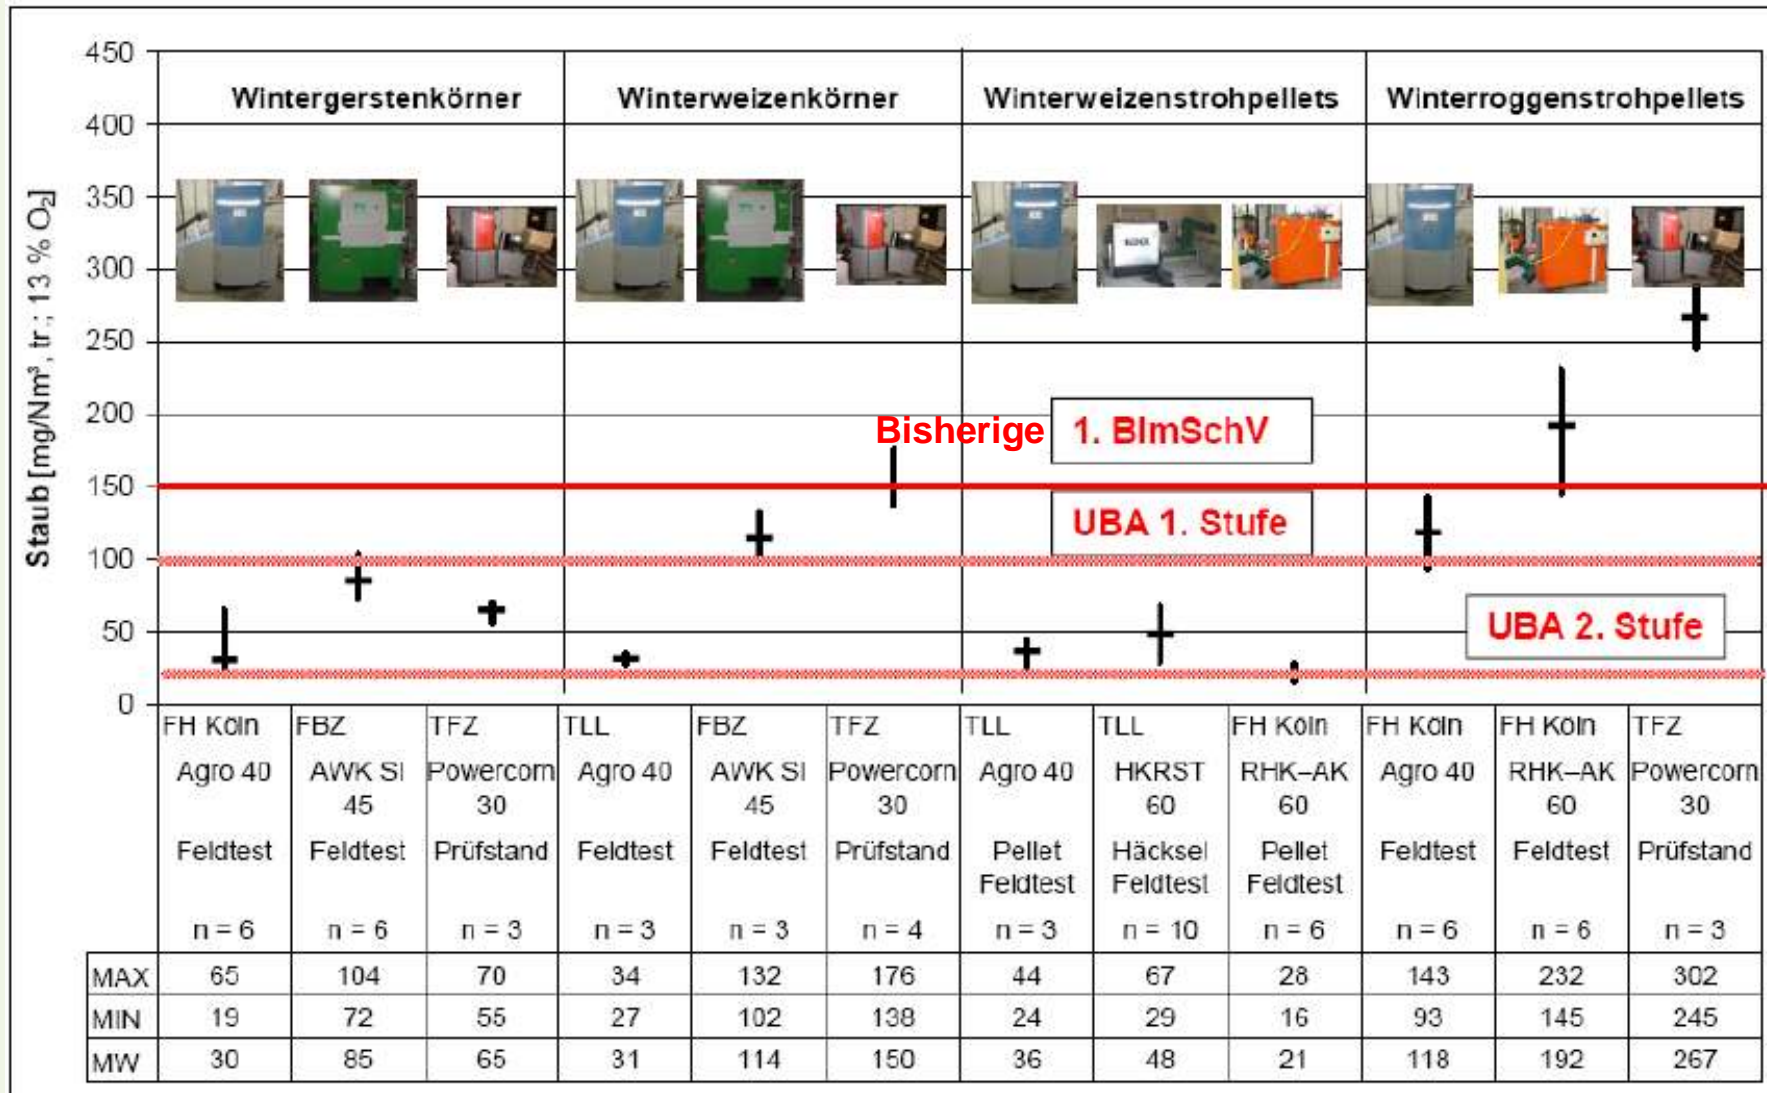 Staub [mg/Nm³, tr.; 13 % O₂]
450
400
350
300
250
200
150
100
50
0
Wintergerstenkörner Winterweizenkörner Winterweizenstrohpellets Winterroggenstrohpellets
Bisherige 1. BImSchV
UBA 1. Stufe
UBA 2. Stufe
FH Köln FBZ TFZ TLL FBZ TFZ TLL TLL FH Köln FH Köln FH Köln TFZ
Agro 40 AWK SI Powercorn Agro 40 AWK SI Powercorn Agro 40 HKRST RHK–AK Agro 40 RHK–AK Powercorn
45 30 45 30 60 60 60 30
Feldtest Feldtest Prüfstand Feldtest Feldtest Prüfstand Pellet Häcksel Pellet Feldtest Feldtest Prüfstand
Feldtest Feldtest Feldtest
n = 6 n = 6 n = 3 n = 3 n = 3 n = 4 n = 3 n = 10 n = 6 n = 6 n = 6 n = 3
MAX 65 104 70 34 132 176 44 67 28 143 232 302
MIN 19 72 55 27 102 138 24 29 16 93 145 245
MW 30 85 65 31 114 150 36 48 21 118 192 267